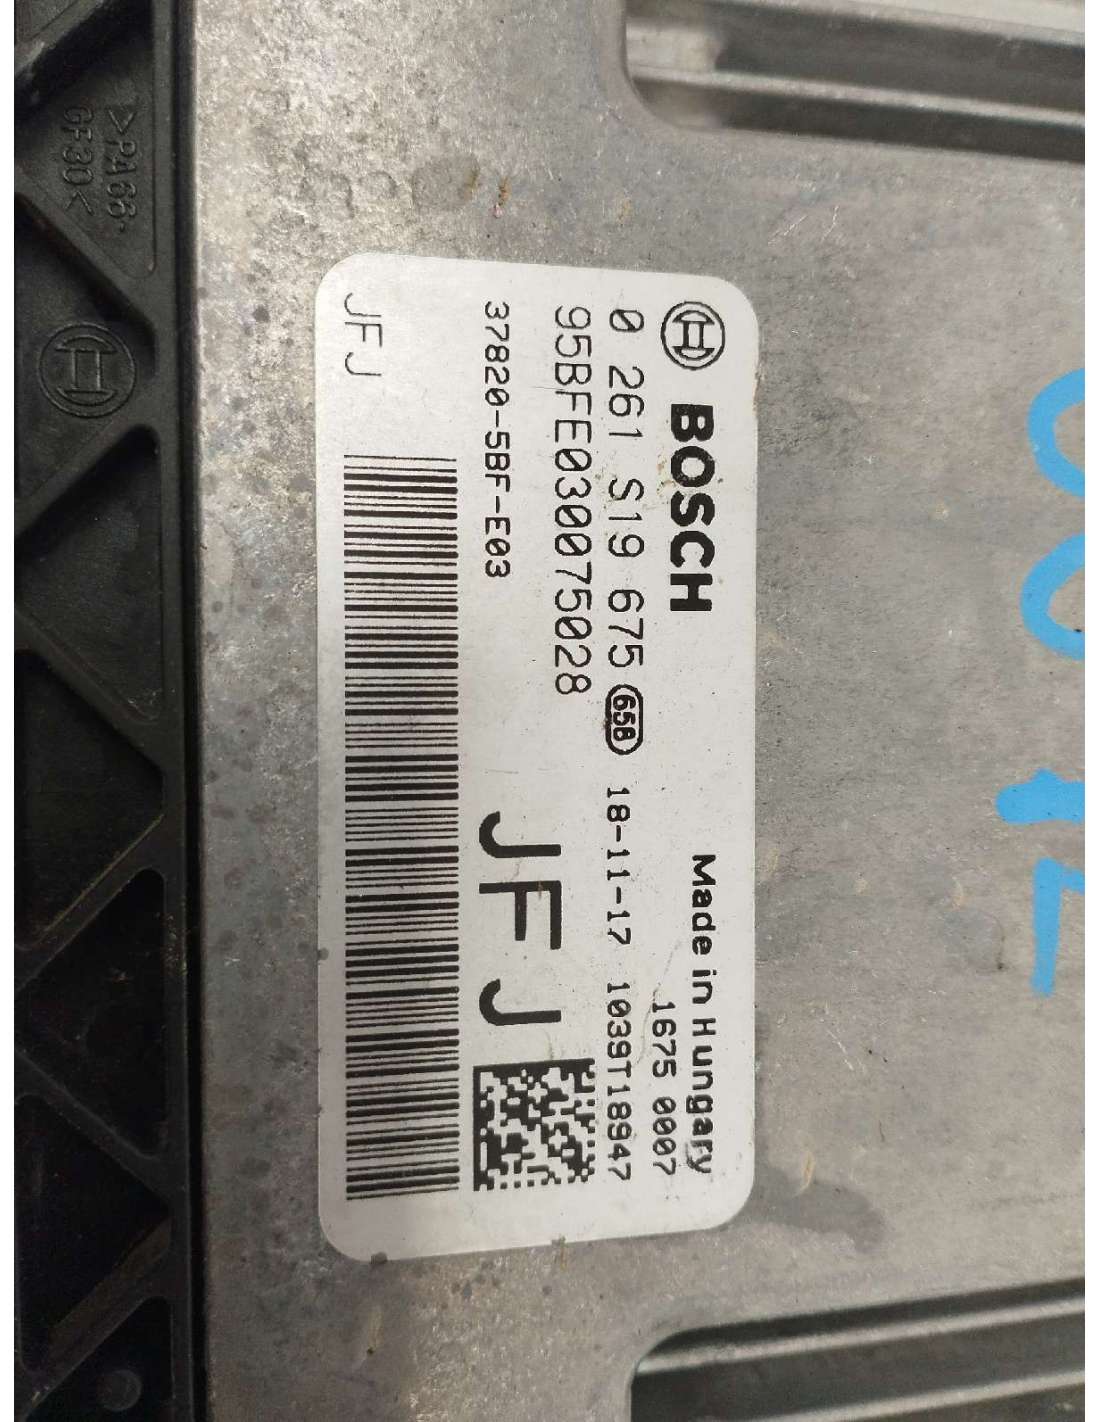 BOSCH
Made in Hungary
1675 0007
0 261 S19 675 658 18-11-17 1039T18947
95BFE030075028
37820-5BF-E03
JFJ
JFJ
>PA66-
GF30<